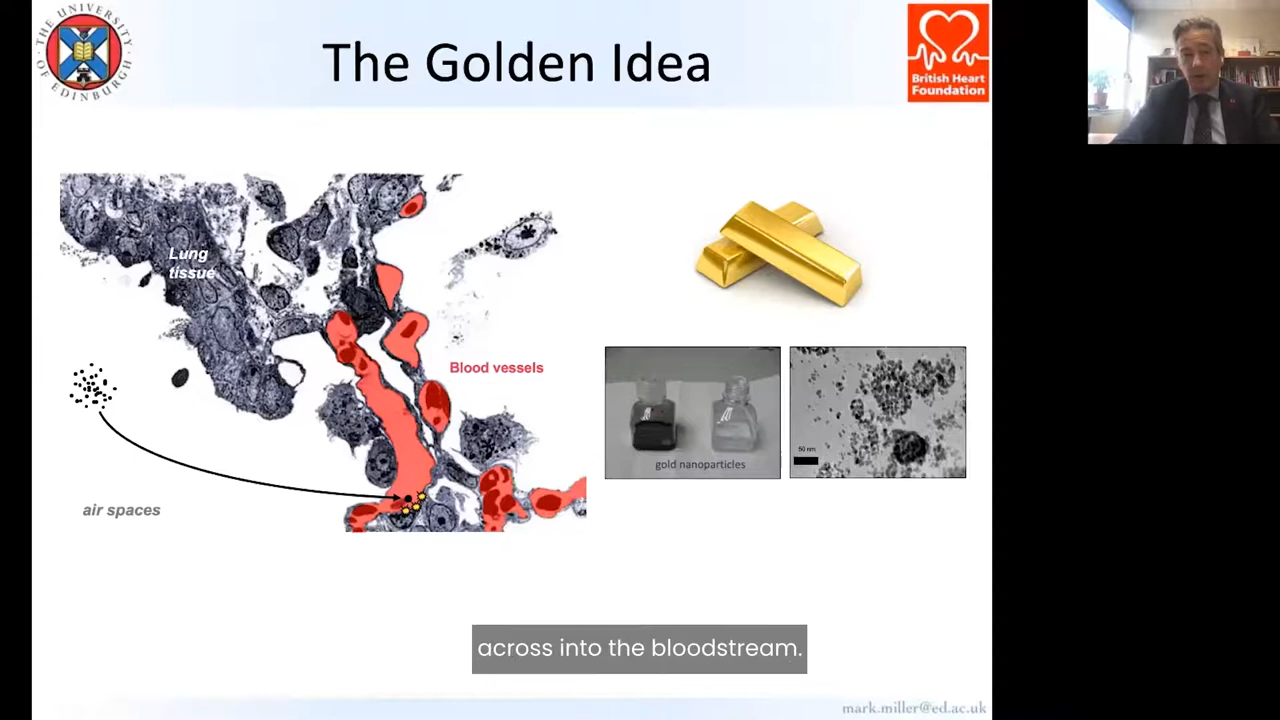 THE UNIVERSITY
OF EDINBURGH
The Golden Idea
British Heart
Foundation
Lung
tissue
Blood vessels
air spaces
gold nanoparticles
50 nm
across into the bloodstream.
mark.miller@ed.ac.uk